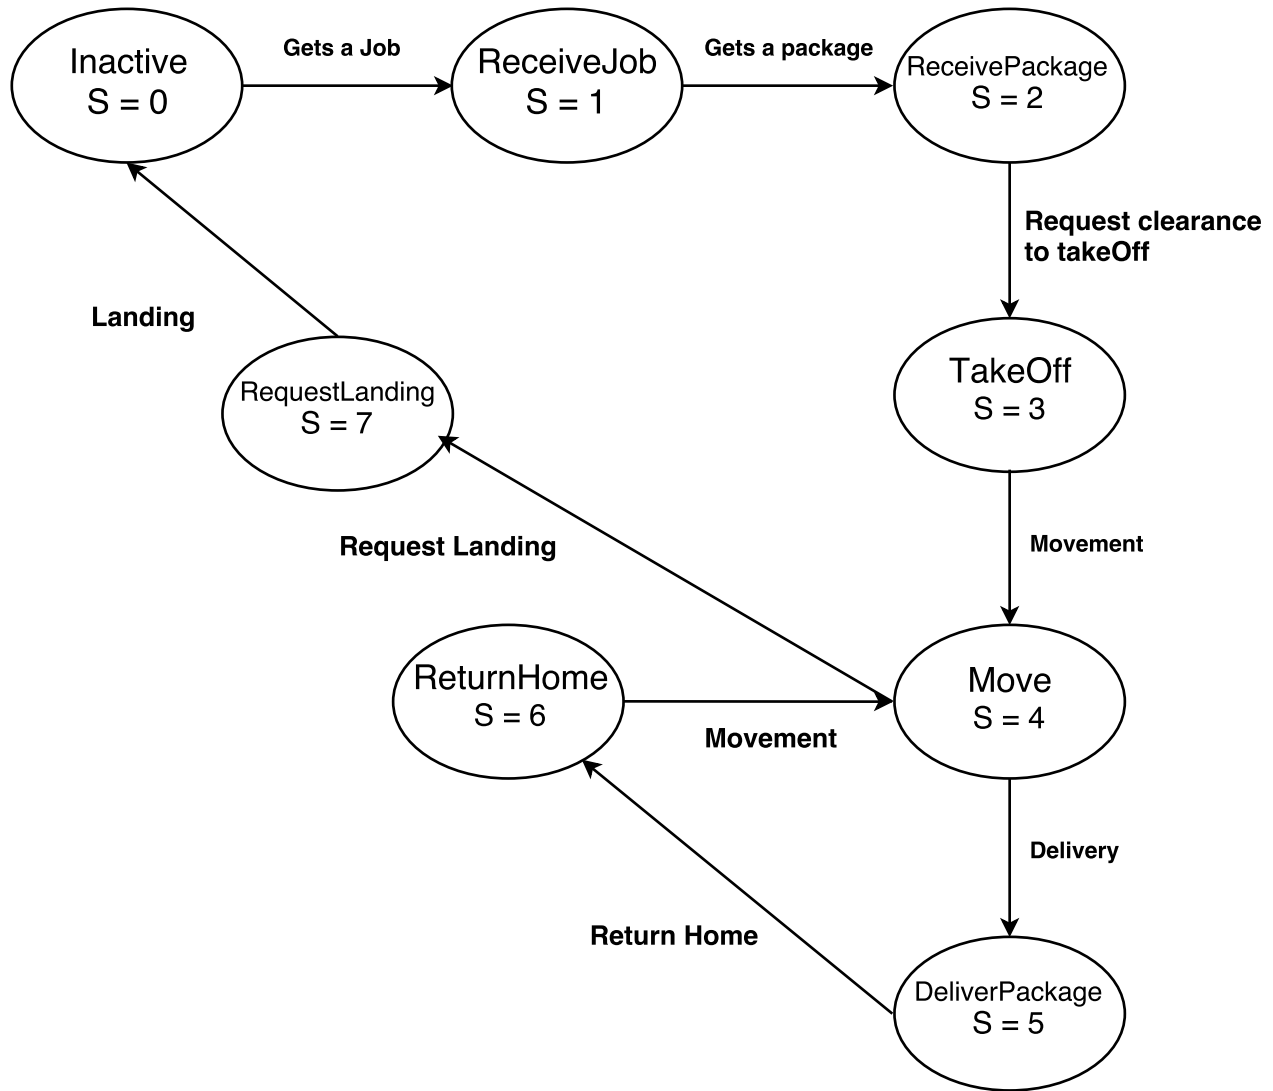 Inactive
S = 0
Gets a Job
ReceiveJob
S = 1
Gets a package
ReceivePackage
S = 2
Request clearance
to takeOff
Landing
RequestLanding
S = 7
TakeOff
S = 3
Request Landing
Movement
ReturnHome
S = 6
Movement
Move
S = 4
Delivery
Return Home
DeliverPackage
S = 5